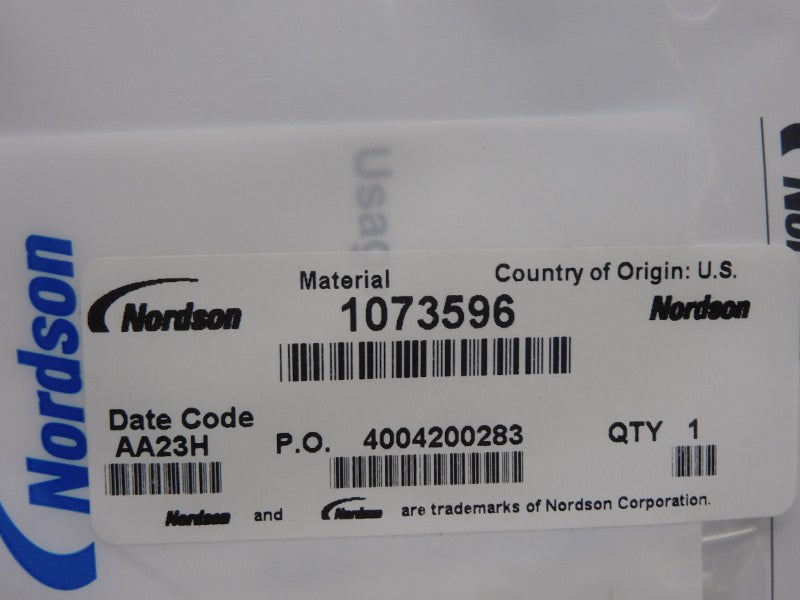 Usag
Nordson
Material
Country of Origin: U.S.
Nordson
1073596
Nordson
Date Code
AA23H
P.O. 4004200283
QTY 1
Nordson and Nordson are trademarks of Nordson Corporation.
Nor